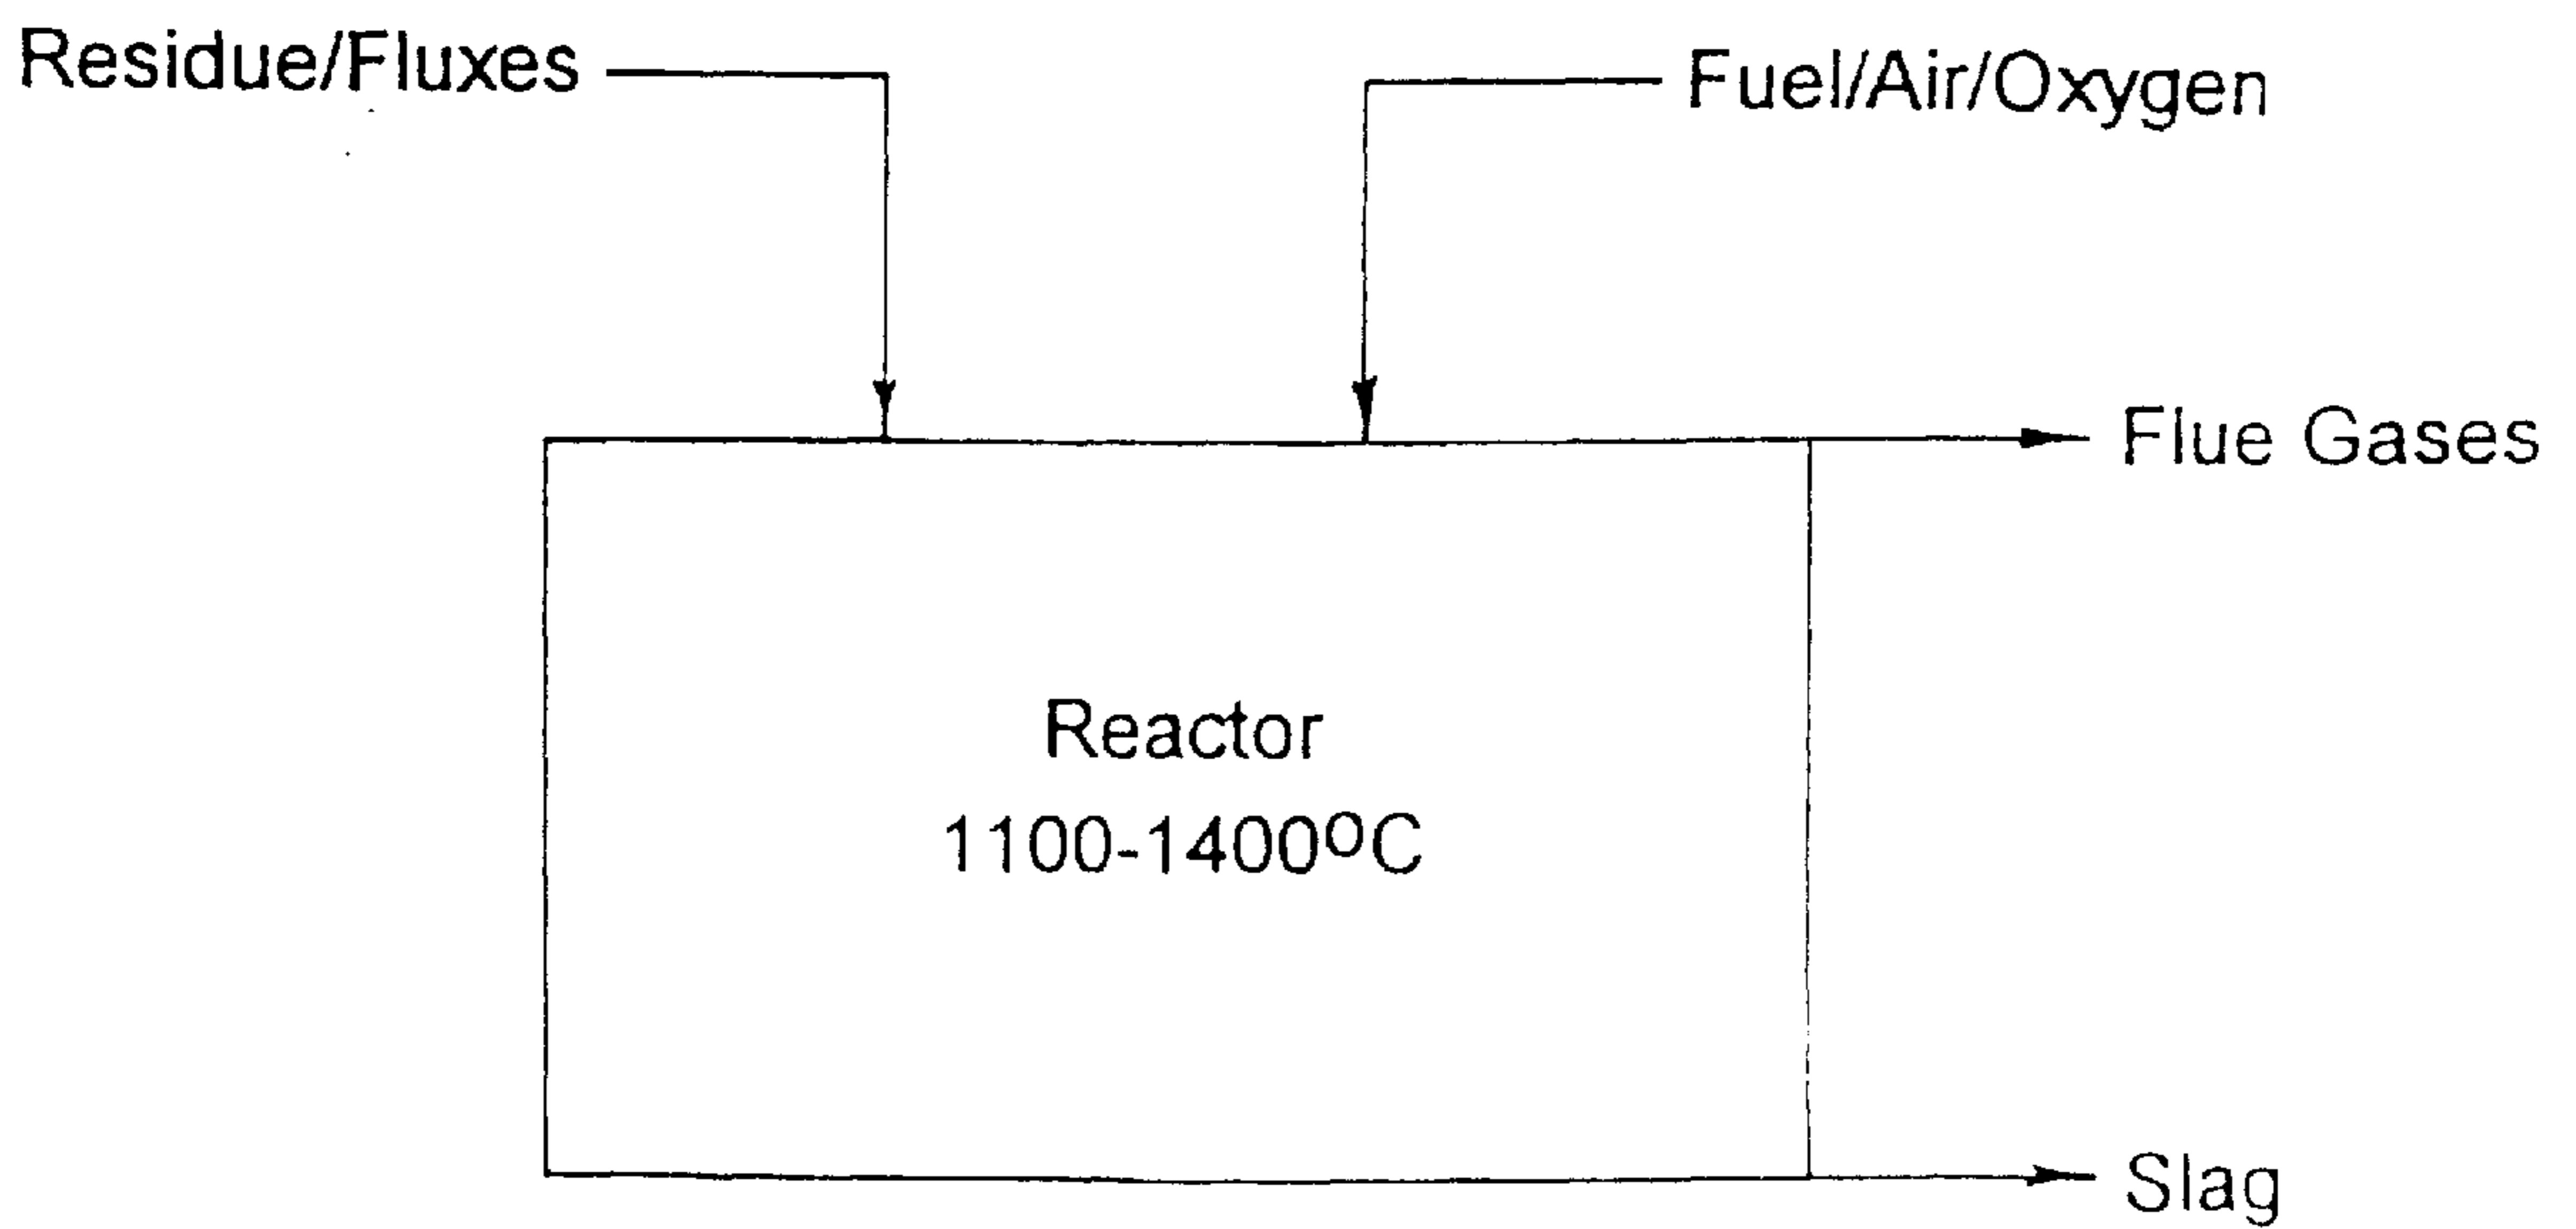 Residue/Fluxes
Fuel/Air/Oxygen
Flue Gases
Reactor
1100-1400ºC
Slag